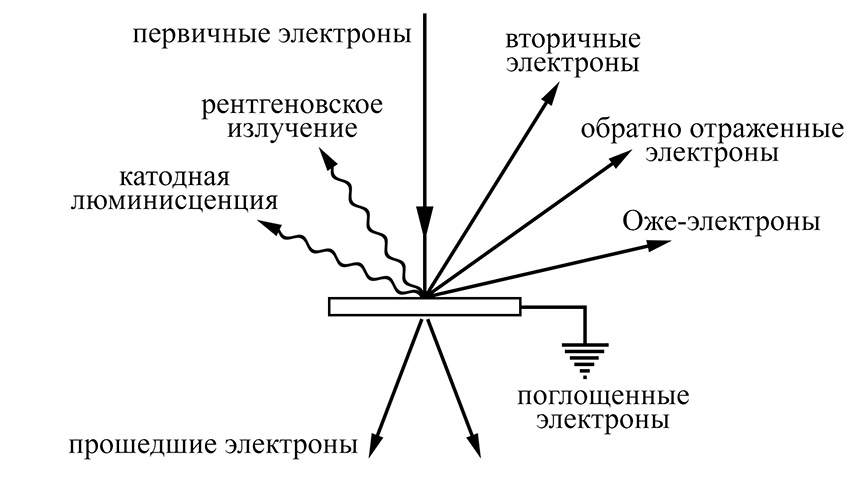 первичные электроны
вторичные
электроны
рентгеновское
излучение
обратно отраженные
электроны
катодная
люминисценция
Оже-электроны
поглощенные
электроны
прошедшие электроны